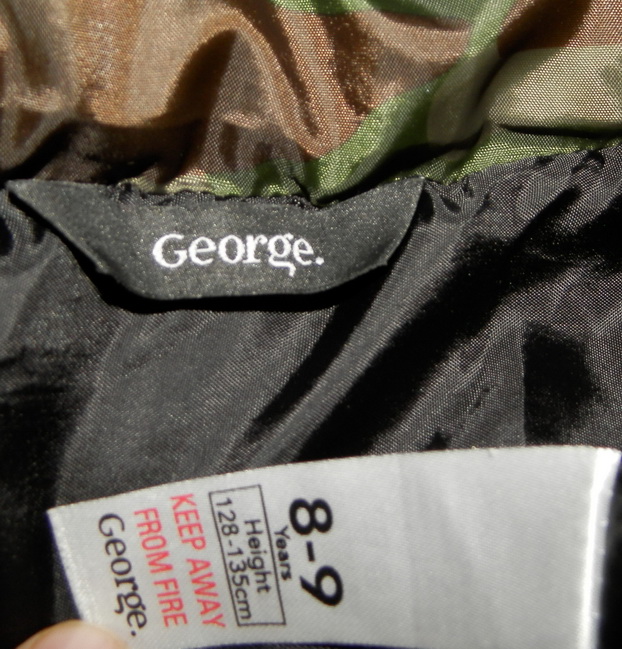 George.
8-9
Years
Height
128-135cm
KEEP AWAY
FROM FIRE
George.